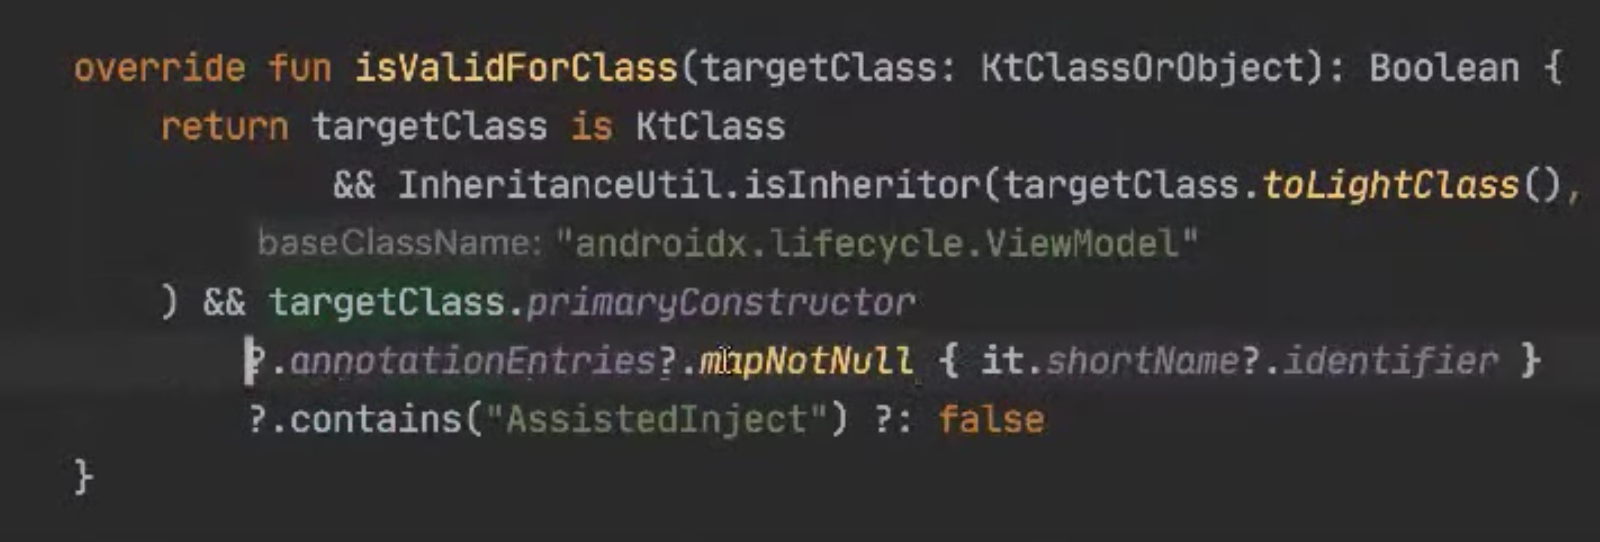 override fun isValidForClass(targetClass: KtClassOrObject): Boolean {
return targetClass is KtClass
&& InheritanceUtil.isInheritor(targetClass.toLightClass(),
baseClassName: "androidx.lifecycle.ViewModel"
) && targetClass.primaryConstructor
?.annotationEntries?.mapNotNull { it.shortName?.identifier }
?.contains("AssistedInject") ?: false
}